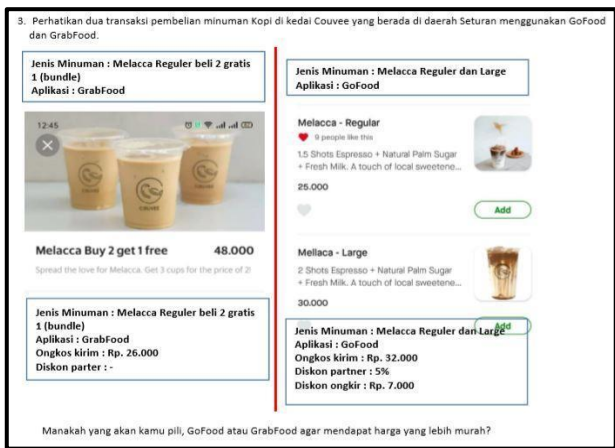 3. Perhatikan dua transaksi pembelian minuman Kopi di kedai Couvee yang berada di daerah Seturan menggunakan GoFood
dan GrabFood.
Jenis Minuman : Melacca Reguler beli 2 gratis
1 (bundle)
Aplikasi : GrabFood
12:45
COUVEE
Melacca Buy 2 get 1 free 48.000
Spread the love for Melacca. Get 3 cups for the price of 2!
Jenis Minuman : Melacca Reguler beli 2 gratis
1 (bundle)
Aplikasi : GrabFood
Ongkos kirim : Rp. 26.000
Diskon parter : -
Jenis Minuman : Melacca Reguler dan Large
Aplikasi : GoFood
Melacca - Regular
9 people like this
1.5 Shots Espresso + Natural Palm Sugar
+ Fresh Milk. A touch of local sweetene...
25.000
Add
Mellaca - Large
2 Shots Espresso + Natural Palm Sugar
+ Fresh Milk. A touch of local sweetene...
30.000
Add
Jenis Minuman : Melacca Reguler dan Large
Aplikasi : GoFood
Ongkos kirim : Rp. 32.000
Diskon partner : 5%
Diskon ongkir : Rp. 7.000
Manakah yang akan kamu pili, GoFood atau GrabFood agar mendapat harga yang lebih murah?